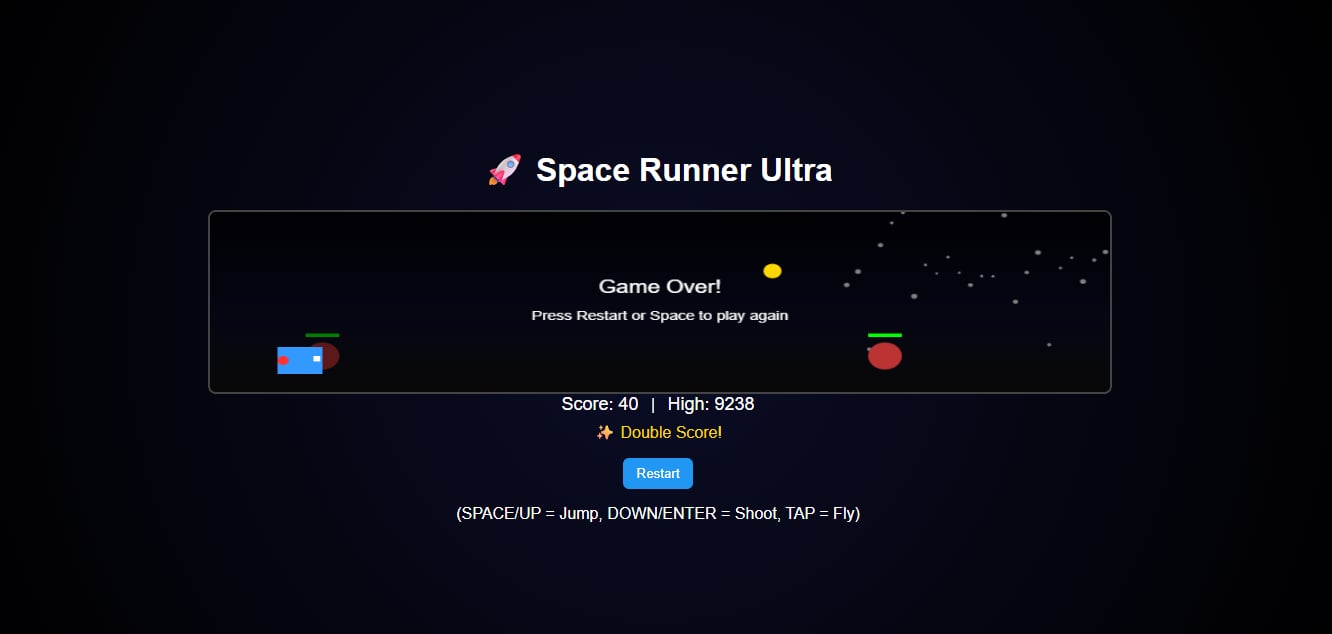 🚀 Space Runner Ultra
Game Over!
Press Restart or Space to play again
Score: 40 | High: 9238
✨ Double Score!
Restart
(SPACE/UP = Jump, DOWN/ENTER = Shoot, TAP = Fly)